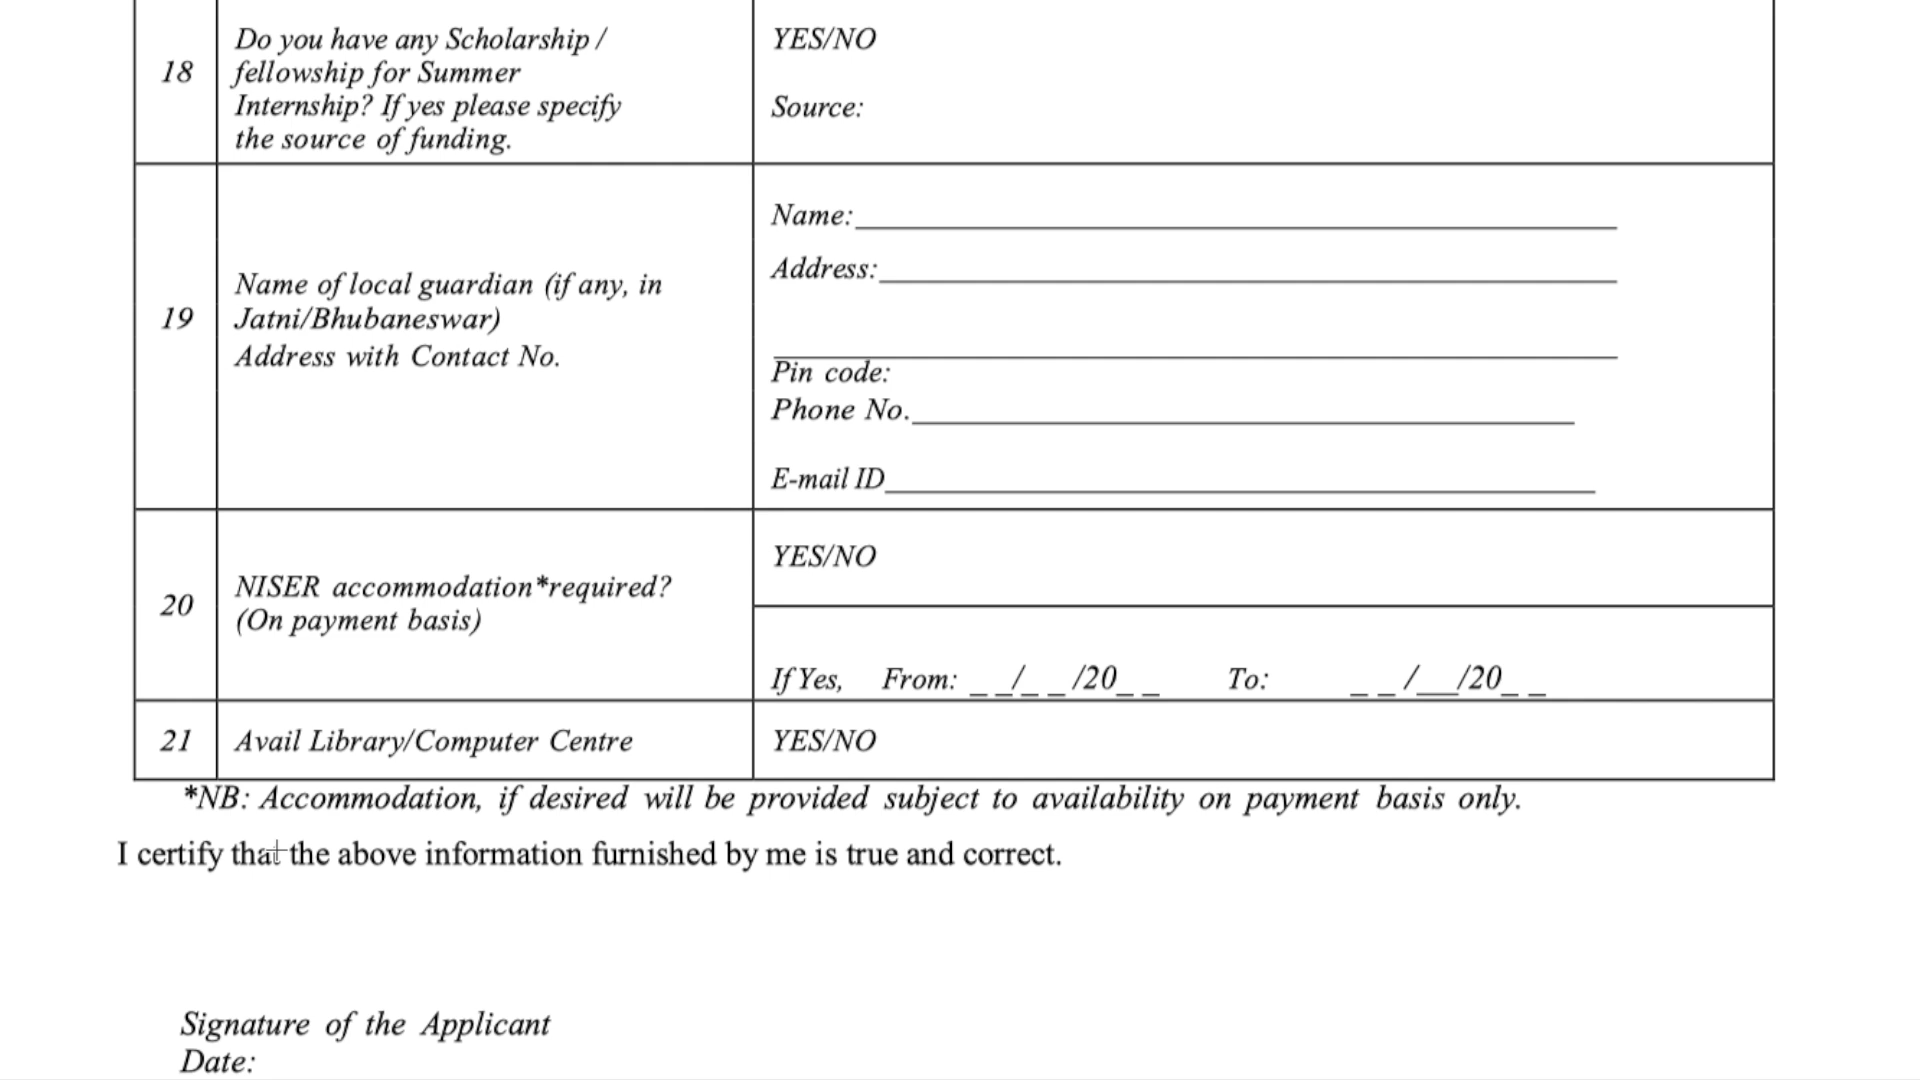 18
Do you have any Scholarship /
fellowship for Summer
Internship? If yes please specify
the source of funding.
YES/NO
Source:
19
Name of local guardian (if any, in
Jatni/Bhubaneswar)
Address with Contact No.
Name:
Address:
Pin code:
Phone No.
E-mail ID
20
NISER accommodation*required?
(On payment basis)
YES/NO
If Yes, From: _ _/_ _ /20_ _ To: _ _ /__/20_ _
21
Avail Library/Computer Centre
YES/NO
*NB: Accommodation, if desired will be provided subject to availability on payment basis only.
I certify that the above information furnished by me is true and correct.
Signature of the Applicant
Date: